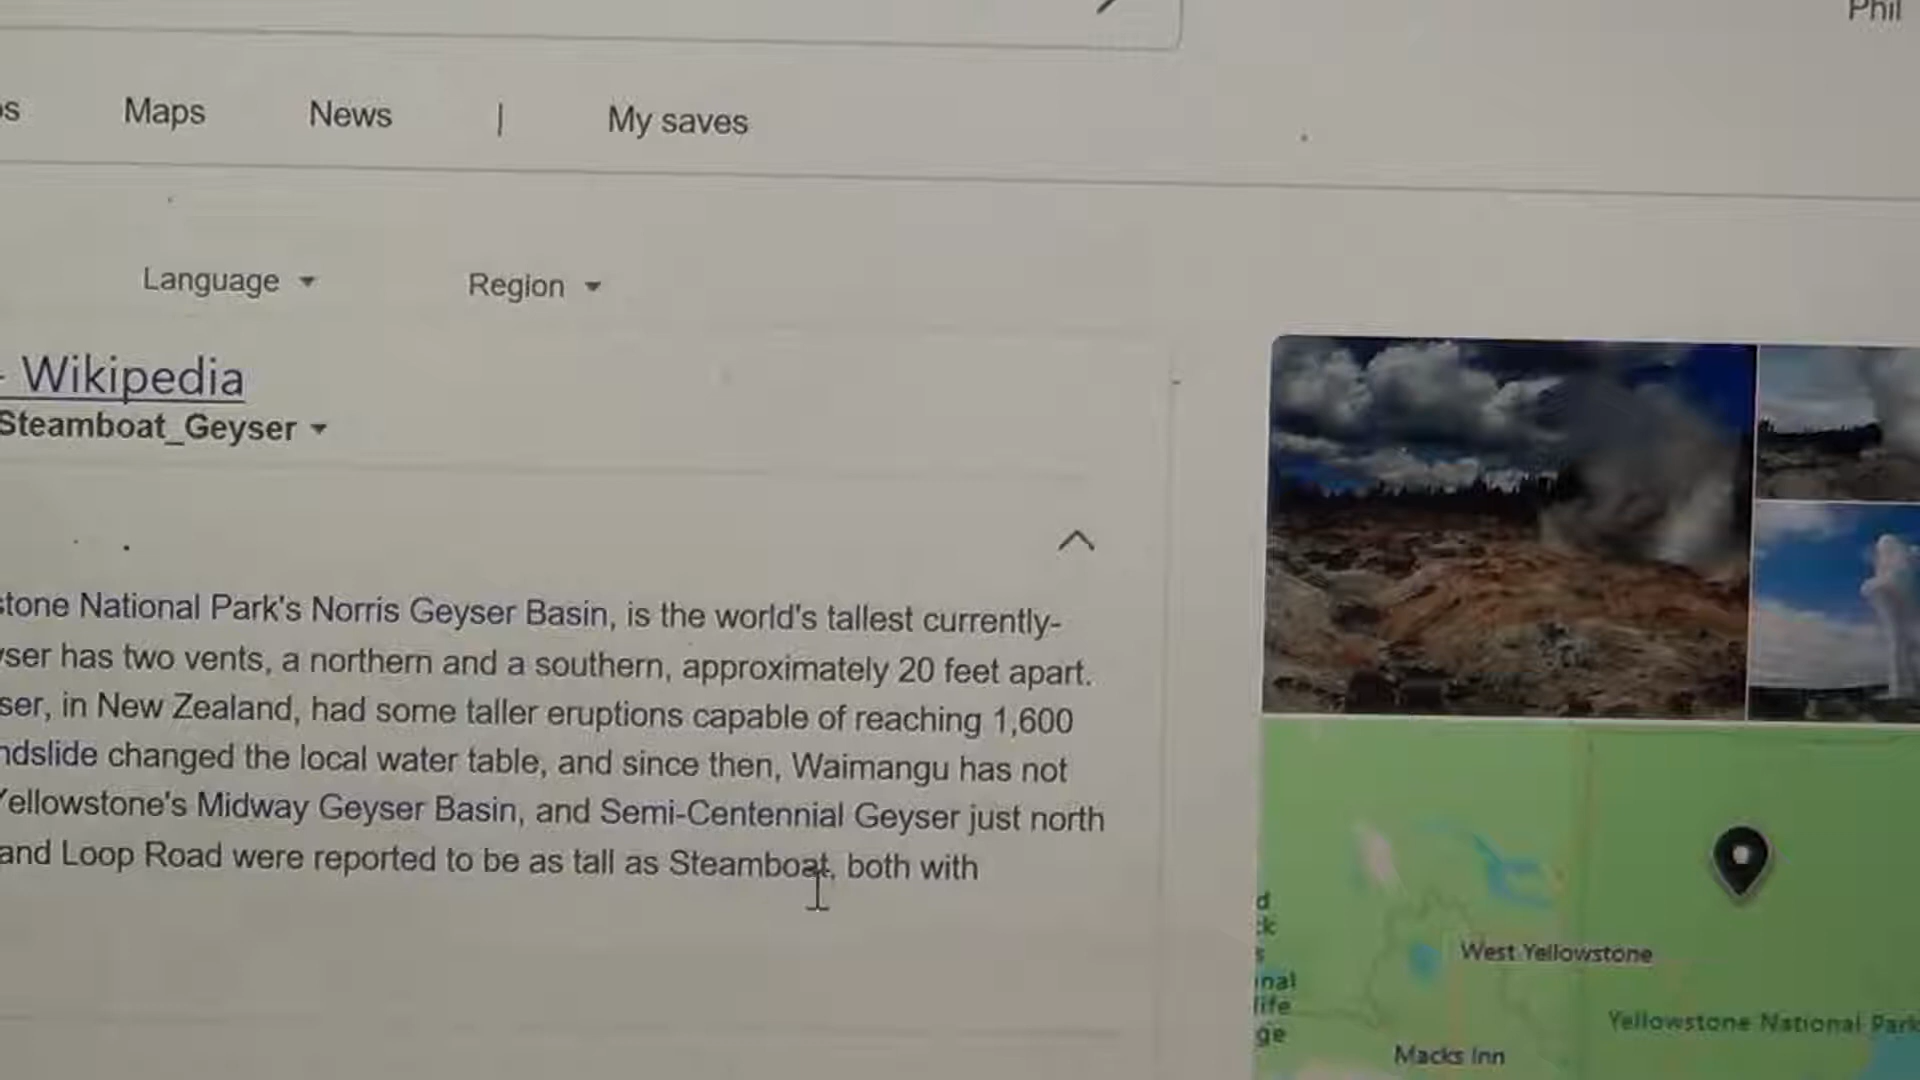 Phil
Maps News | My saves
Language Region
- Wikipedia
Steamboat_Geyser
stone National Park's Norris Geyser Basin, is the world's tallest currently-
yser has two vents, a northern and a southern, approximately 20 feet apart.
ser, in New Zealand, had some taller eruptions capable of reaching 1,600
ndslide changed the local water table, and since then, Waimangu has not
Yellowstone's Midway Geyser Basin, and Semi-Centennial Geyser just north
and Loop Road were reported to be as tall as Steamboat, both with
West Yellowstone
Yellowstone National Park
Macks Inn